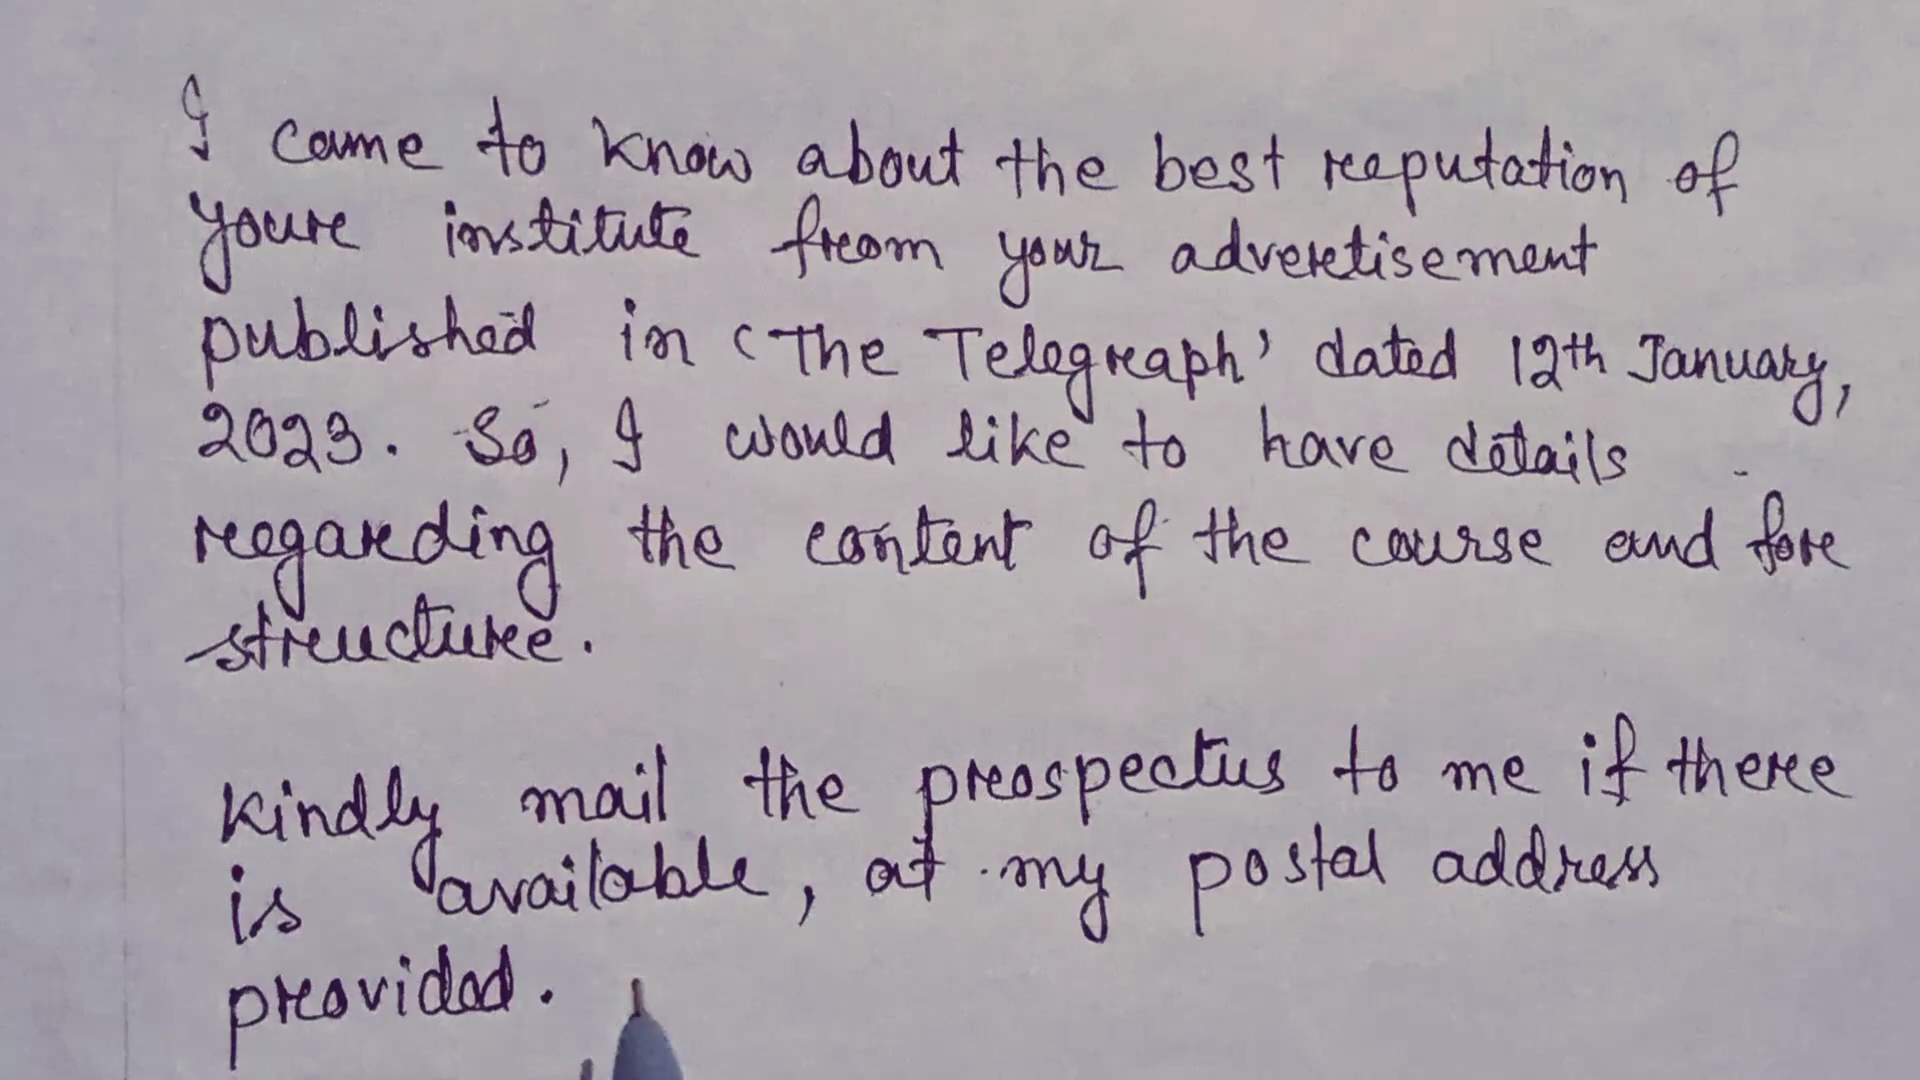 I came to know about the best reputation of
your institute from your advertisement
published in 'The Telegraph' dated 12th January,
2023. So, I would like to have details
regarding the content of the course and fore
structure.
Kindly mail the prospectus to me if there
is available, at my postal address
provided.